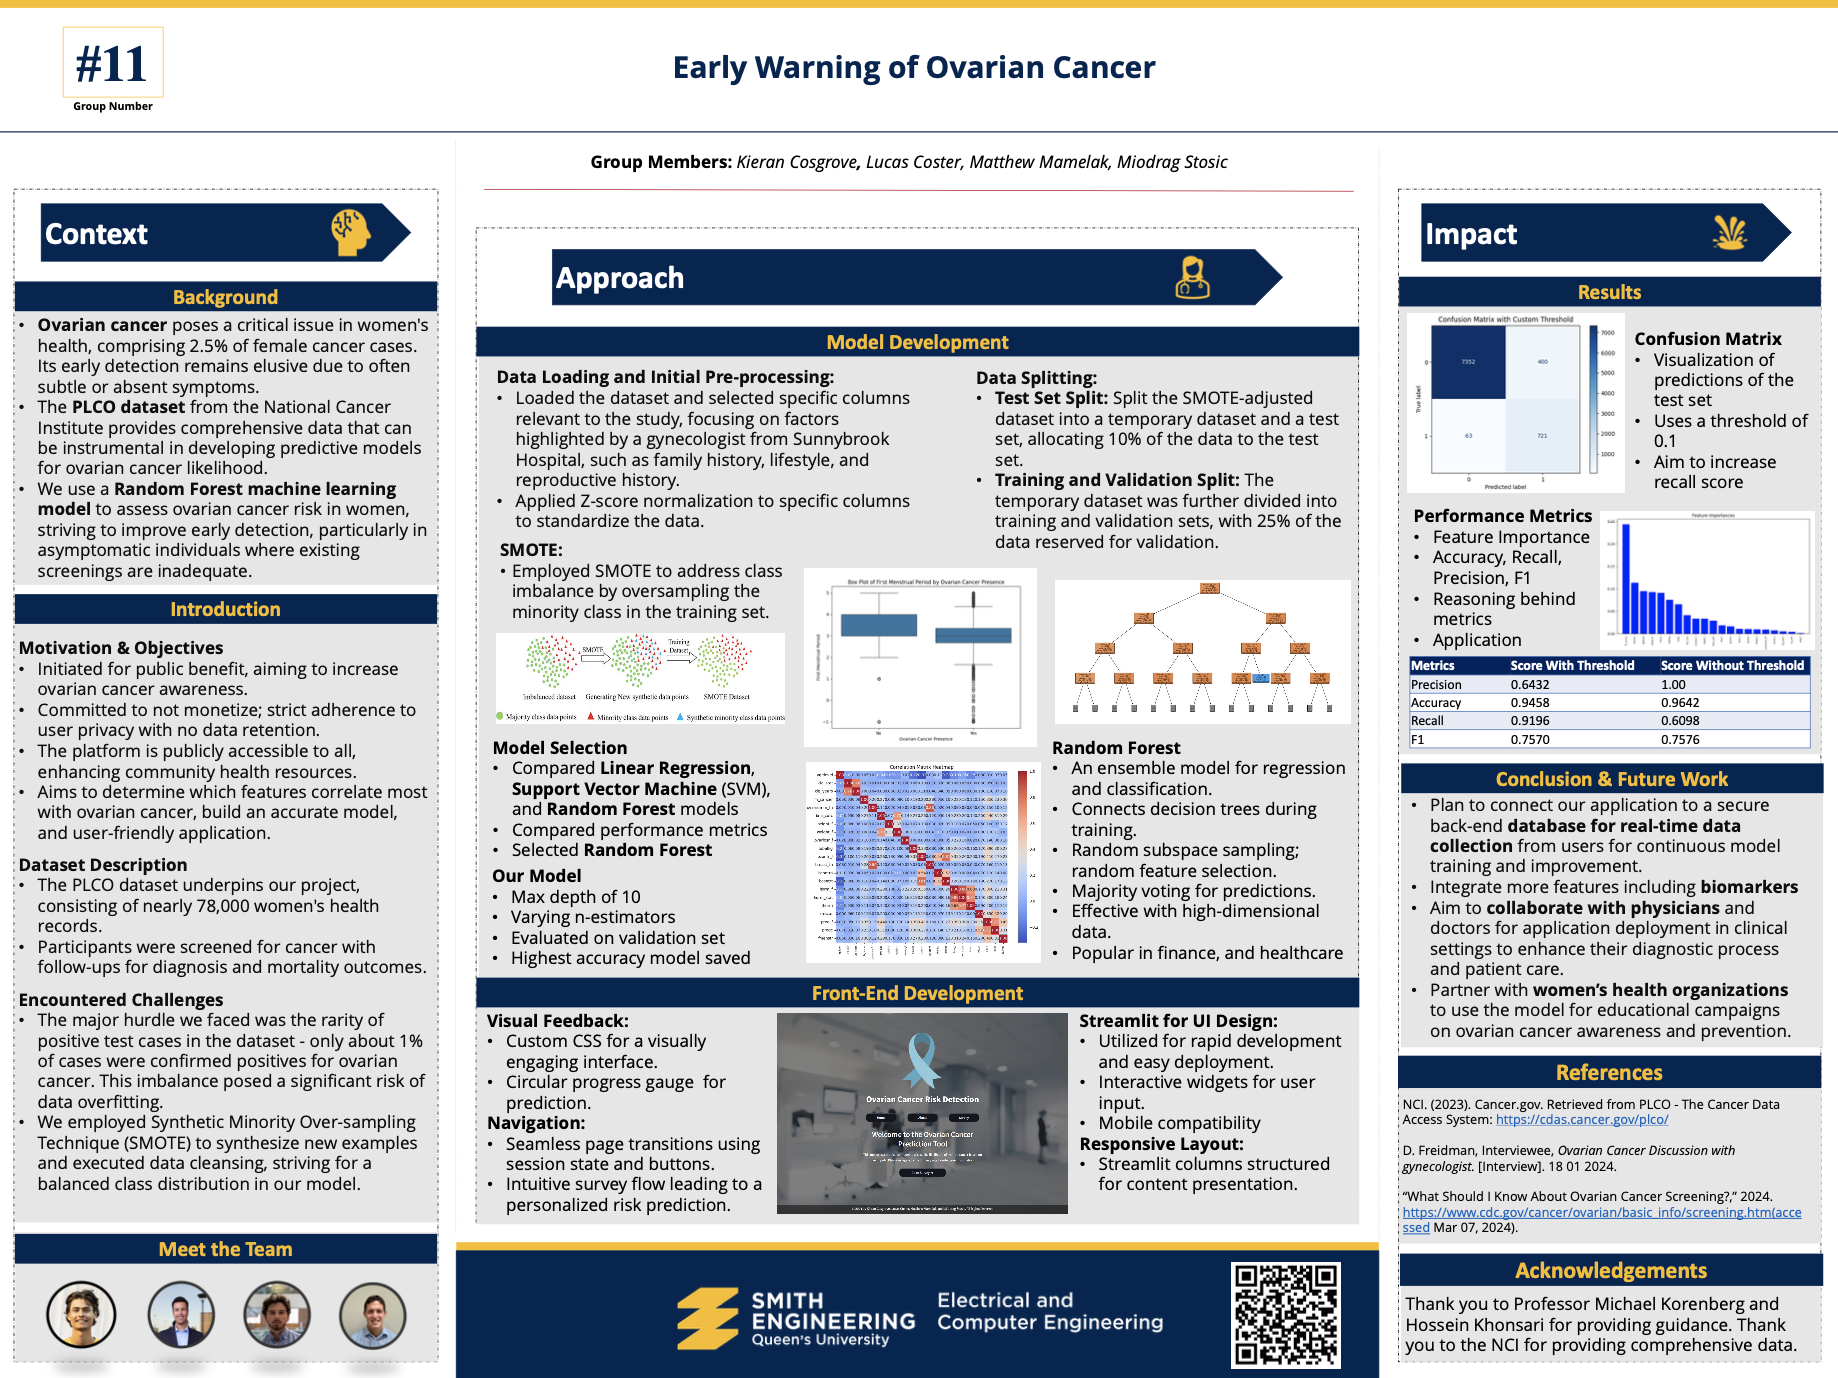 #11
Group Number
Early Warning of Ovarian Cancer
Group Members: Kieran Cosgrove, Lucas Coster, Matthew Mamelak, Miodrag Stosic
Context
Background
• Ovarian cancer poses a critical issue in women's
health, comprising 2.5% of female cancer cases.
Its early detection remains elusive due to often
subtle or absent symptoms.
• The PLCO dataset from the National Cancer
Institute provides comprehensive data that can
be instrumental in developing predictive models
for ovarian cancer likelihood.
• We use a Random Forest machine learning
model to assess ovarian cancer risk in women,
striving to improve early detection, particularly in
asymptomatic individuals where existing
screenings are inadequate.
Introduction
Motivation & Objectives
• Initiated for public benefit, aiming to increase
ovarian cancer awareness.
• Committed to not monetize; strict adherence to
user privacy with no data retention.
• The platform is publicly accessible to all,
enhancing community health resources.
• Aims to determine which features correlate most
with ovarian cancer, build an accurate model,
and user-friendly application.
Dataset Description
• The PLCO dataset underpins our project,
consisting of nearly 78,000 women's health
records.
• Participants were screened for cancer with
follow-ups for diagnosis and mortality outcomes.
Encountered Challenges
• The major hurdle we faced was the rarity of
positive test cases in the dataset - only about 1%
of cases were confirmed positives for ovarian
cancer. This imbalance posed a significant risk of
data overfitting.
• We employed Synthetic Minority Over-sampling
Technique (SMOTE) to synthesize new examples
and executed data cleansing, striving for a
balanced class distribution in our model.
Meet the Team
Approach
Model Development
Data Loading and Initial Pre-processing:
• Loaded the dataset and selected specific columns
relevant to the study, focusing on factors
highlighted by a gynecologist from Sunnybrook
Hospital, such as family history, lifestyle, and
reproductive history.
• Applied Z-score normalization to specific columns
to standardize the data.
Data Splitting:
• Test Set Split: Split the SMOTE-adjusted
dataset into a temporary dataset and a test
set, allocating 10% of the data to the test
set.
• Training and Validation Split: The
temporary dataset was further divided into
training and validation sets, with 25% of the
data reserved for validation.
SMOTE:
• Employed SMOTE to address class
imbalance by oversampling the
minority class in the training set.
SMOTE
Training
Dataset
Imbalanced dataset
Generating New synthetic data points
SMOTE Dataset
Majority class data points
Minority class data points
Synthetic minority class data points
Box Plot of First Menstrual Period by Ovarian Cancer Presence
First Menstrual Period
No
Yes
Ovarian Cancer Presence
Model Selection
• Compared Linear Regression,
Support Vector Machine (SVM),
and Random Forest models
• Compared performance metrics
• Selected Random Forest
Our Model
• Max depth of 10
• Varying n-estimators
• Evaluated on validation set
• Highest accuracy model saved
Correlation Matrix Heatmap
Random Forest
• An ensemble model for regression
and classification.
• Connects decision trees during
training.
• Random subspace sampling;
random feature selection.
• Majority voting for predictions.
• Effective with high-dimensional
data.
• Popular in finance, and healthcare
Front-End Development
Visual Feedback:
• Custom CSS for a visually
engaging interface.
• Circular progress gauge for
prediction.
Navigation:
• Seamless page transitions using
session state and buttons.
• Intuitive survey flow leading to a
personalized risk prediction.
Ovarian Cancer Risk Detection
Welcome to the Ovarian Cancer
Prediction Tool
Streamlit for UI Design:
• Utilized for rapid development
and easy deployment.
• Interactive widgets for user
input.
• Mobile compatibility
Responsive Layout:
• Streamlit columns structured
for content presentation.
SMITH
ENGINEERING
Queen's University
Electrical and
Computer Engineering
Impact
Results
Confusion Matrix with Custom Threshold
True label
0
1
7352
400
63
721
0
1
Predicted label
7000
6000
5000
4000
3000
2000
1000
Confusion Matrix
• Visualization of
predictions of the
test set
• Uses a threshold of
0.1
• Aim to increase
recall score
Performance Metrics
• Feature Importance
• Accuracy, Recall,
Precision, F1
• Reasoning behind
metrics
• Application
Feature Importances
Metrics Score With Threshold Score Without Threshold
Precision 0.6432 1.00
Accuracy 0.9458 0.9642
Recall 0.9196 0.6098
F1 0.7570 0.7576
Conclusion & Future Work
• Plan to connect our application to a secure
back-end database for real-time data
collection from users for continuous model
training and improvement.
• Integrate more features including biomarkers
• Aim to collaborate with physicians and
doctors for application deployment in clinical
settings to enhance their diagnostic process
and patient care.
• Partner with women's health organizations
to use the model for educational campaigns
on ovarian cancer awareness and prevention.
References
NCI. (2023). Cancer.gov. Retrieved from PLCO - The Cancer Data
Access System: https://cdas.cancer.gov/plco/
D. Freidman, Interviewee, Ovarian Cancer Discussion with
gynecologist. [Interview]. 18 01 2024.
“What Should I Know About Ovarian Cancer Screening?,” 2024.
https://www.cdc.gov/cancer/ovarian/basic_info/screening.htm(acce
ssed Mar 07, 2024).
Acknowledgements
Thank you to Professor Michael Korenberg and
Hossein Khonsari for providing guidance. Thank
you to the NCI for providing comprehensive data.